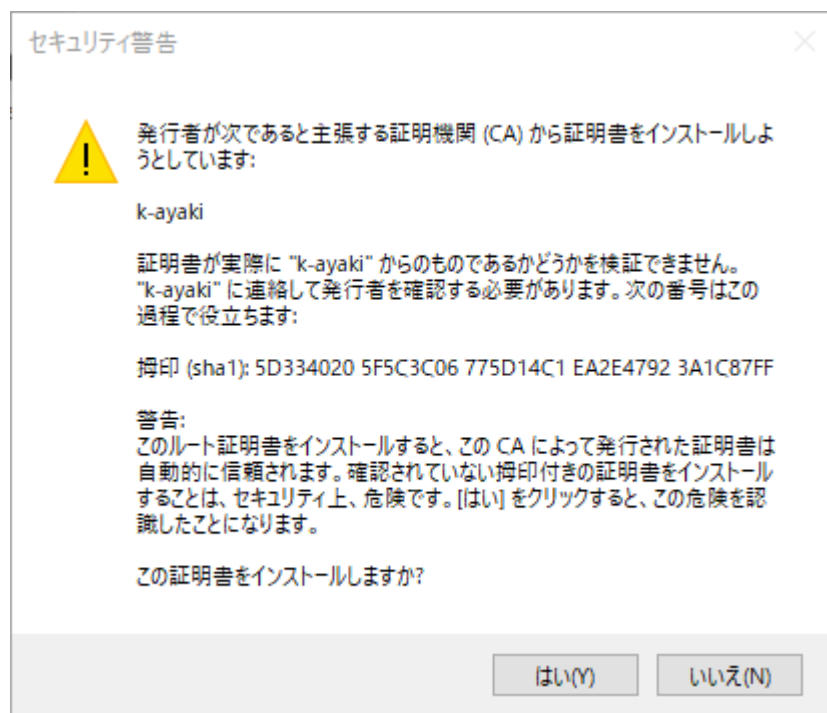 セキュリティ警告
発行者が次であると主張する証明機関 (CA) から証明書をインストールしよ
うとしています:
k-ayaki
証明書が実際に "k-ayaki" からのものであるかどうかを検証できません。
"k-ayaki" に連絡して発行者を確認する必要があります。次の番号はこの
過程で役立ちます:
拇印 (sha1): 5D334020 5F5C3C06 775D14C1 EA2E4792 3A1C87FF
警告:
このルート証明書をインストールすると、この CA によって発行された証明書は
自動的に信頼されます。確認されていない拇印付きの証明書をインストール
することは、セキュリティ上、危険です。[はい] をクリックすると、この危険を認
識したことになります。
この証明書をインストールしますか?
はい(Y)
いいえ(N)